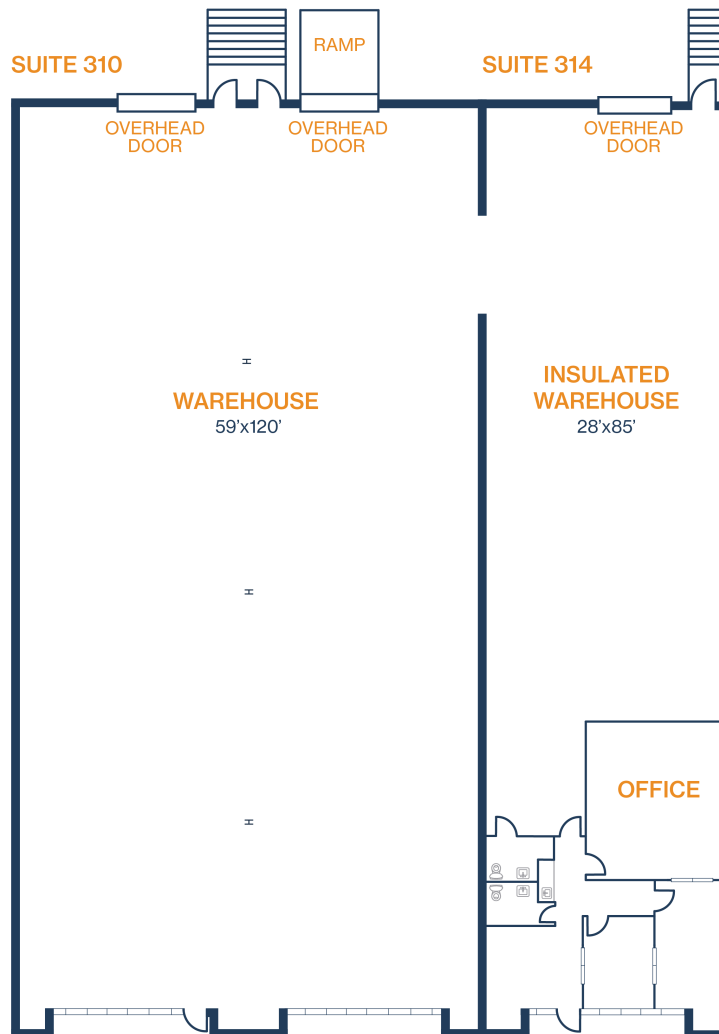 SUITE 310
RAMP
SUITE 314
OVERHEAD
DOOR
OVERHEAD
DOOR
OVERHEAD
DOOR
WAREHOUSE
59'x120'
INSULATED
WAREHOUSE
28'x85'
OFFICE